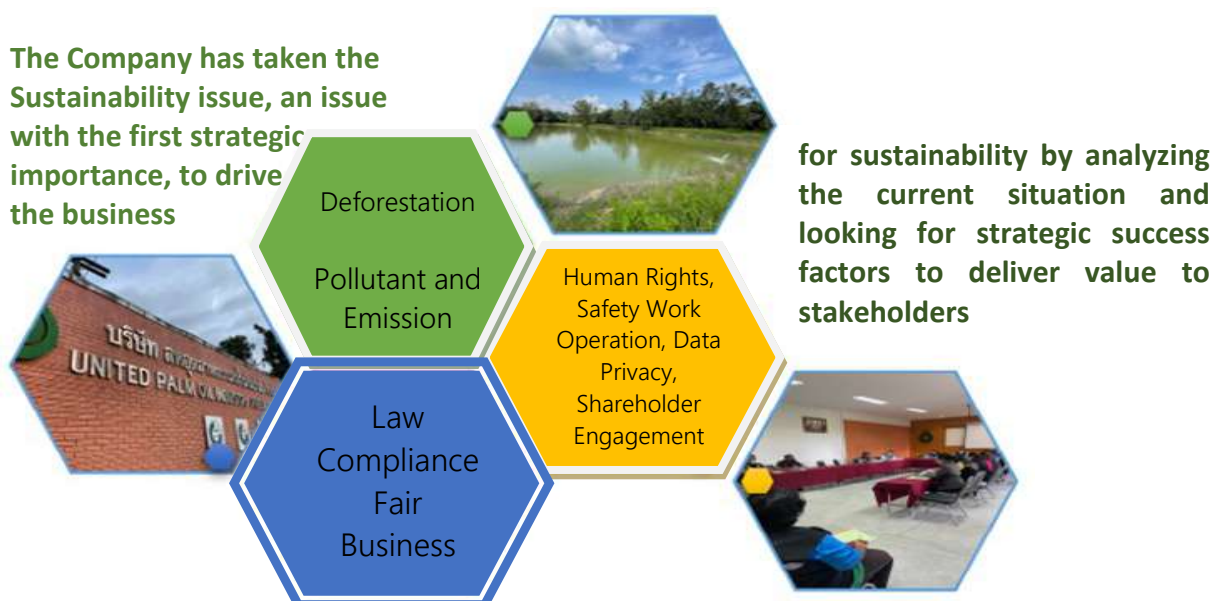 The Company has taken the
Sustainability issue, an issue
with the first strategic
importance, to drive
the business
Deforestation
Pollutant and
Emission
for sustainability by analyzing
the current situation and
looking for strategic success
factors to deliver value to
stakeholders
Human Rights,
Safety Work
Operation, Data
Privacy,
Shareholder
Engagement
บริษัท
UNITED PALM OIL
Law
Compliance
Fair
Business